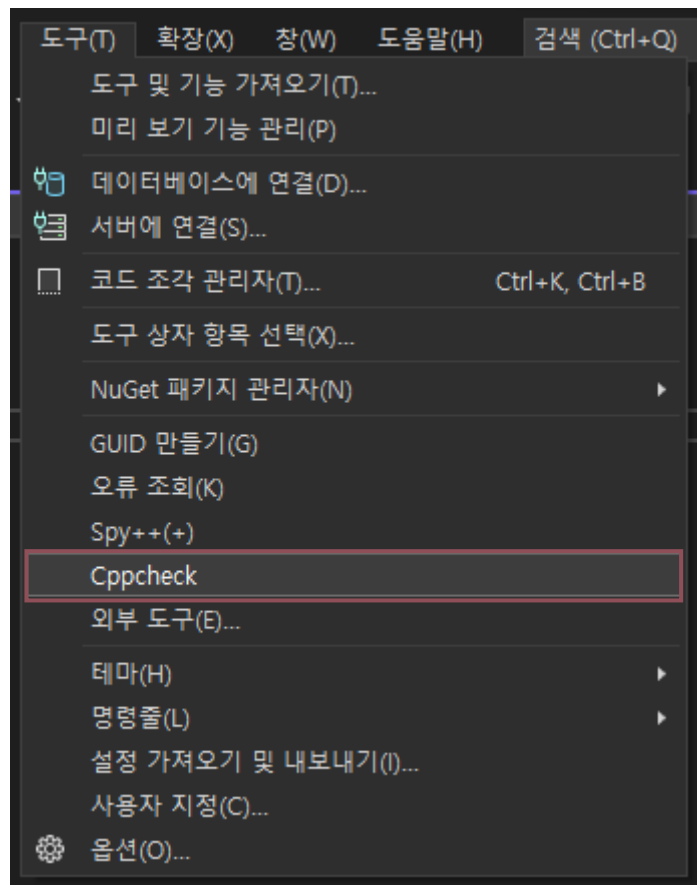 도구(T) 확장(X) 창(W) 도움말(H) 검색 (Ctrl+Q)
도구 및 기능 가져오기(T)...
미리 보기 기능 관리(P)
데이터베이스에 연결(D)...
서버에 연결(S)...
코드 조각 관리자(T)... Ctrl+K, Ctrl+B
도구 상자 항목 선택(X)...
NuGet 패키지 관리자(N)
GUID 만들기(G)
오류 조회(K)
Spy++(+)
Cppcheck
외부 도구(E)...
테마(H)
명령줄(L)
설정 가져오기 및 내보내기(I)...
사용자 지정(C)...
옵션(O)...